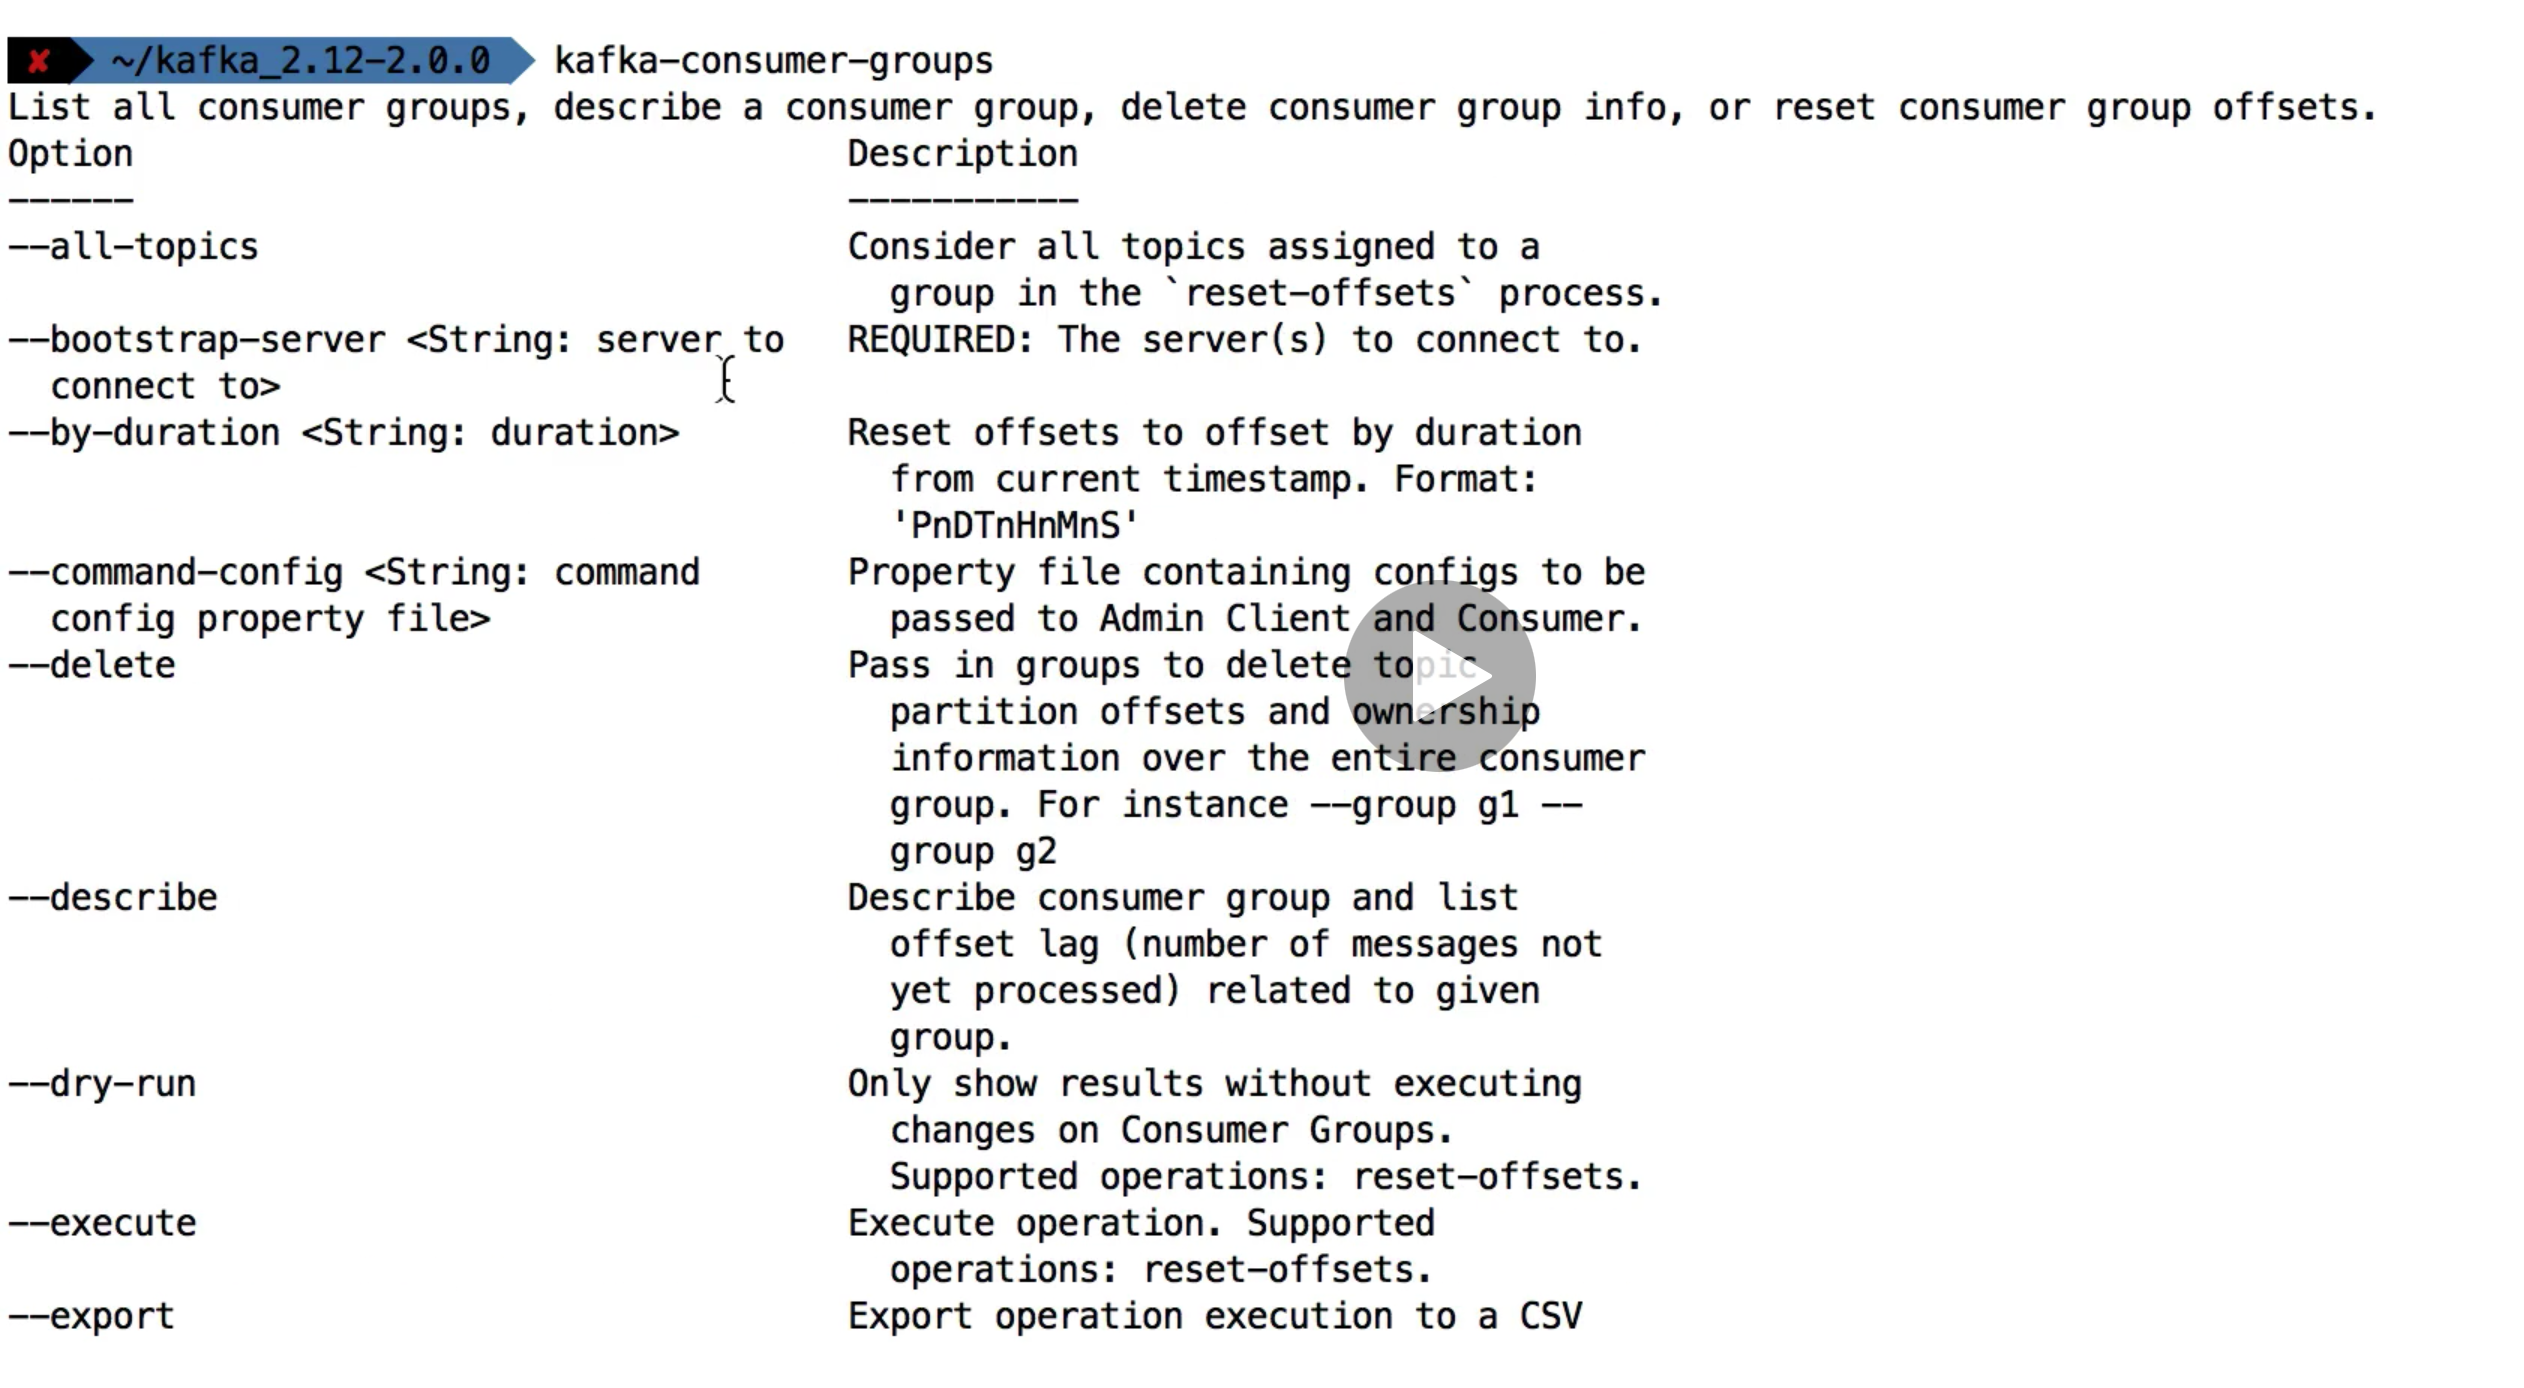 ✘ ~/kafka_2.12-2.0.0 kafka-consumer-groups
List all consumer groups, describe a consumer group, delete consumer group info, or reset consumer group offsets.
Option                                  Description
------                                  -----------
--all-topics                            Consider all topics assigned to a
                                          group in the `reset-offsets` process.
--bootstrap-server <String: server to   REQUIRED: The server(s) to connect to.
  connect to>
--by-duration <String: duration>        Reset offsets to offset by duration
                                          from current timestamp. Format:
                                          'PnDTnHnMnS'
--command-config <String: command       Property file containing configs to be
  config property file>                   passed to Admin Client and Consumer.
--delete                                Pass in groups to delete topic
                                          partition offsets and ownership
                                          information over the entire consumer
                                          group. For instance --group g1 --
                                          group g2
--describe                              Describe consumer group and list
                                          offset lag (number of messages not
                                          yet processed) related to given
                                          group.
--dry-run                               Only show results without executing
                                          changes on Consumer Groups.
                                          Supported operations: reset-offsets.
--execute                               Execute operation. Supported
                                          operations: reset-offsets.
--export                                Export operation execution to a CSV